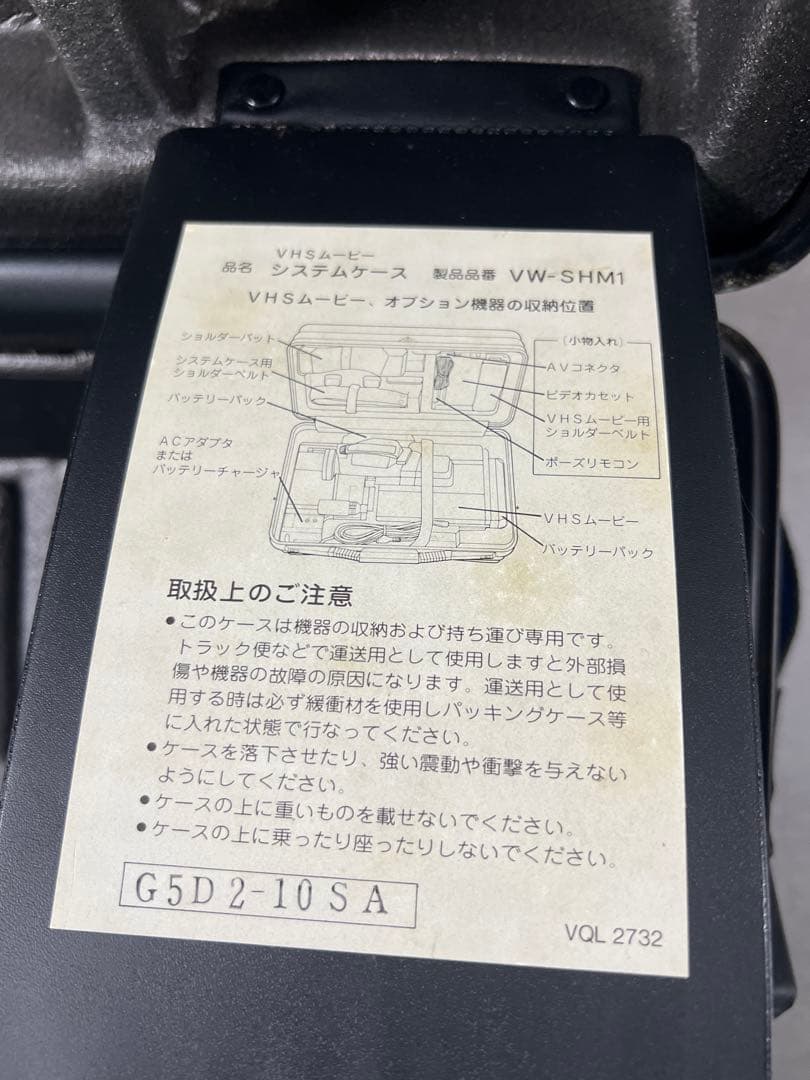 VHSムービー
品名 システムケース 製品品番 VW-SHM1
VHSムービー、オプション機器の収納位置
ショルダーパット
システムケース用
ショルダーベルト
バッテリーパック
ACアダプタ
または
バッテリーチャージャ
(小物入れ)
AVコネクタ
ビデオカセット
VHSムービー用
ショルダーベルト
ポーズリモコン
VHSムービー
バッテリーパック
取扱上のご注意
●このケースは機器の収納および持ち運び専用です。
トラック便などで運送用として使用しますと外部損
傷や機器の故障の原因になります。運送用として使
用する時は必ず緩衝材を使用しパッキングケース等
に入れた状態で行なってください。
●ケースを落下させたり、強い震動や衝撃を与えない
ようにしてください。
●ケースの上に重いものを載せないでください。
●ケースの上に乗ったり座ったりしないでください。
G5D2-10SA
VQL 2732